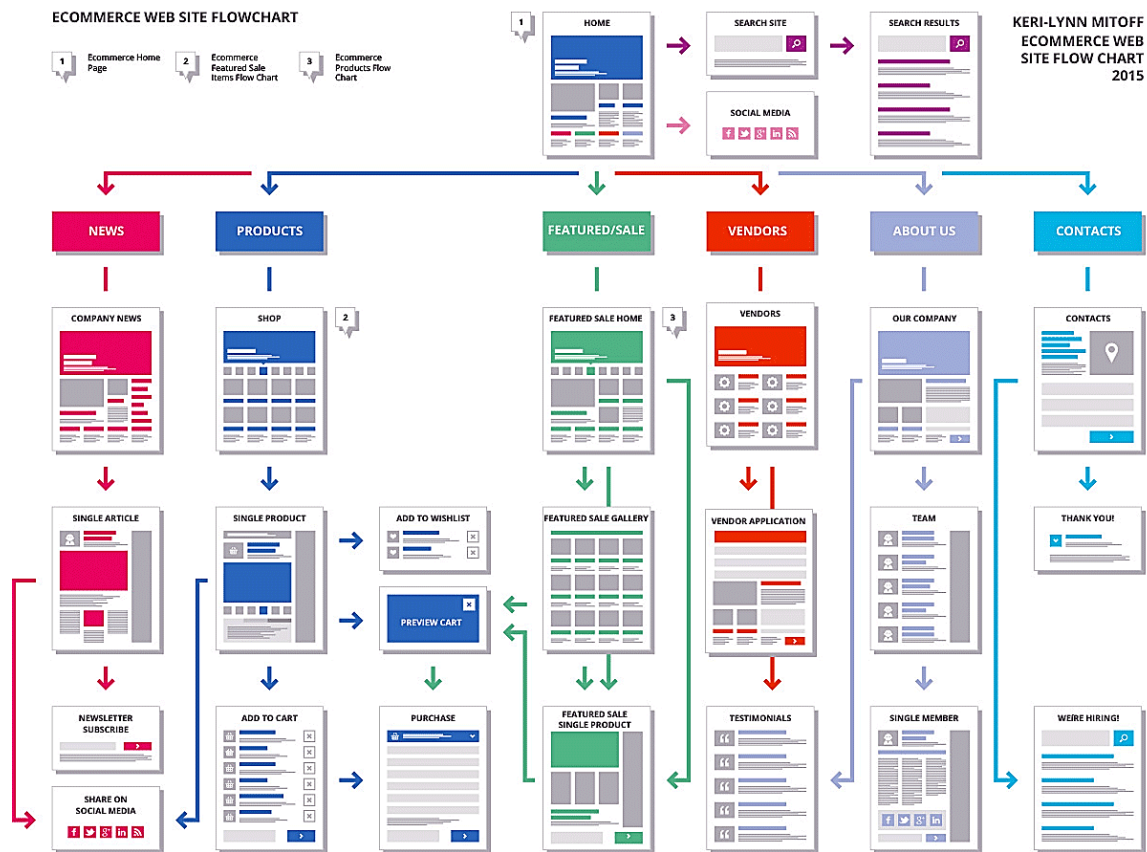 ECOMMERCE WEB SITE FLOWCHART
1
Ecommerce Home
Page
2
Ecommerce
Featured Sale
Items Flow Chart
3
Ecommerce
Products Flow
Chart
1
HOME
SEARCH SITE
SEARCH RESULTS
SOCIAL MEDIA
KERI-LYNN MITOFF
ECOMMERCE WEB
SITE FLOW CHART
2015
NEWS
PRODUCTS
FEATURED/SALE
VENDORS
ABOUT US
CONTACTS
COMPANY NEWS
SHOP
2
FEATURED SALE HOME
3
VENDORS
OUR COMPANY
CONTACTS
SINGLE ARTICLE
SINGLE PRODUCT
ADD TO WISHLIST
PREVIEW CART
FEATURED SALE GALLERY
VENDOR APPLICATION
TEAM
THANK YOU!
NEWSLETTER
SUBSCRIBE
SHARE ON
SOCIAL MEDIA
ADD TO CART
PURCHASE
FEATURED SALE
SINGLE PRODUCT
TESTIMONIALS
SINGLE MEMBER
WE'RE HIRING!